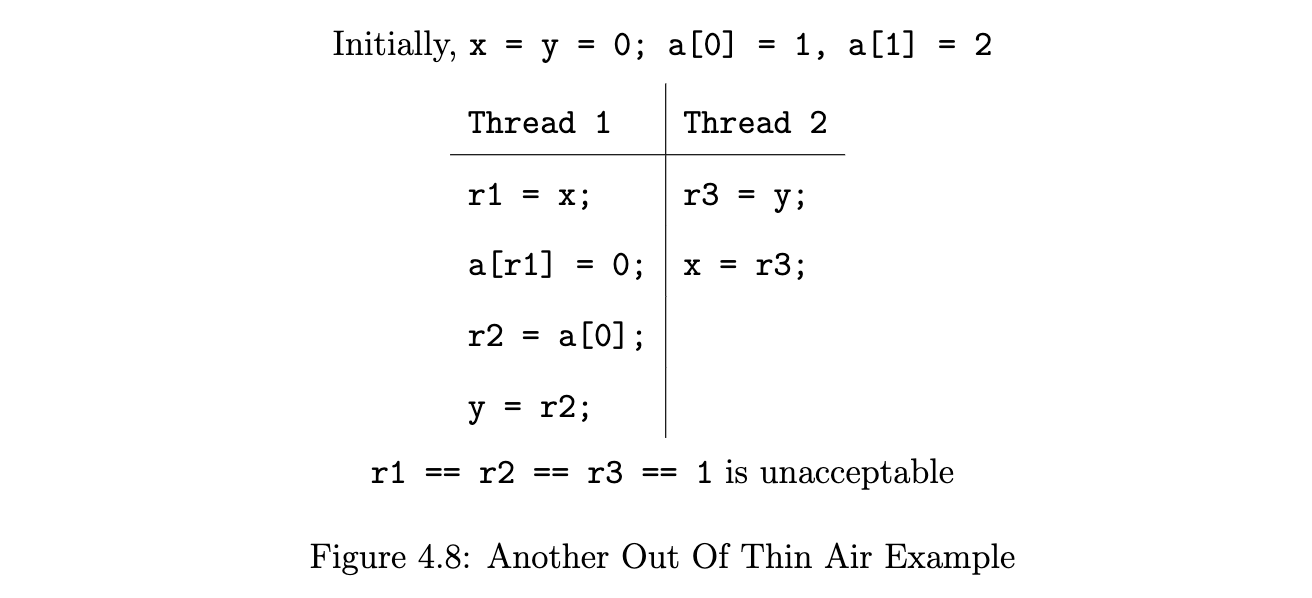 Initially, x = y = 0; a[0] = 1, a[1] = 2
Thread 1 Thread 2
r1 = x; r3 = y;
a[r1] = 0; x = r3;
r2 = a[0];
y = r2;
r1 == r2 == r3 == 1 is unacceptable
Figure 4.8: Another Out Of Thin Air Example